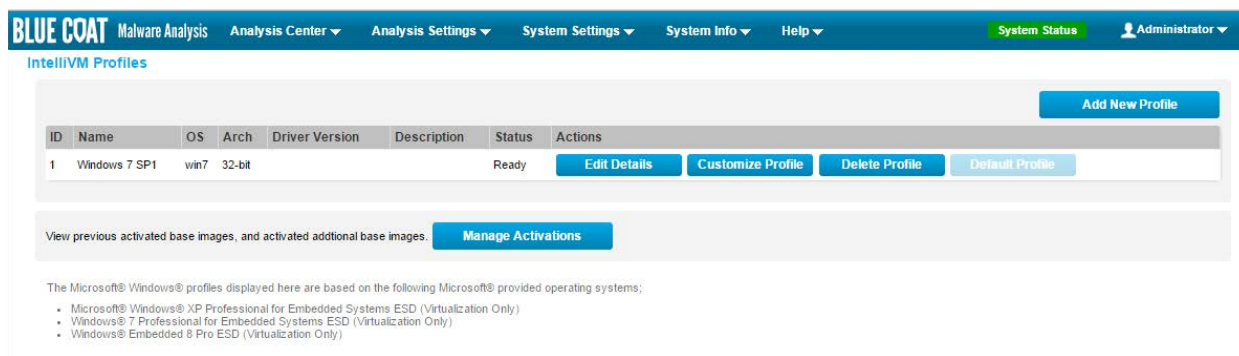 BLUE COAT Malware Analysis Analysis Center Analysis Settings System Settings System Info Help System Status Administrator
IntelliVM Profiles
Add New Profile
ID Name OS Arch Driver Version Description Status Actions
1 Windows 7 SP1 win7 32-bit Ready Edit Details Customize Profile Delete Profile Default Profile
View previous activated base images, and activated addtional base images. Manage Activations
The Microsoft® Windows® profiles displayed here are based on the following Microsoft® provided operating systems;
• Microsoft® Windows® XP Professional for Embedded Systems ESD (Virtualization Only)
• Windows® 7 Professional for Embedded Systems ESD (Virtualization Only)
• Windows® Embedded 8 Pro ESD (Virtualization Only)